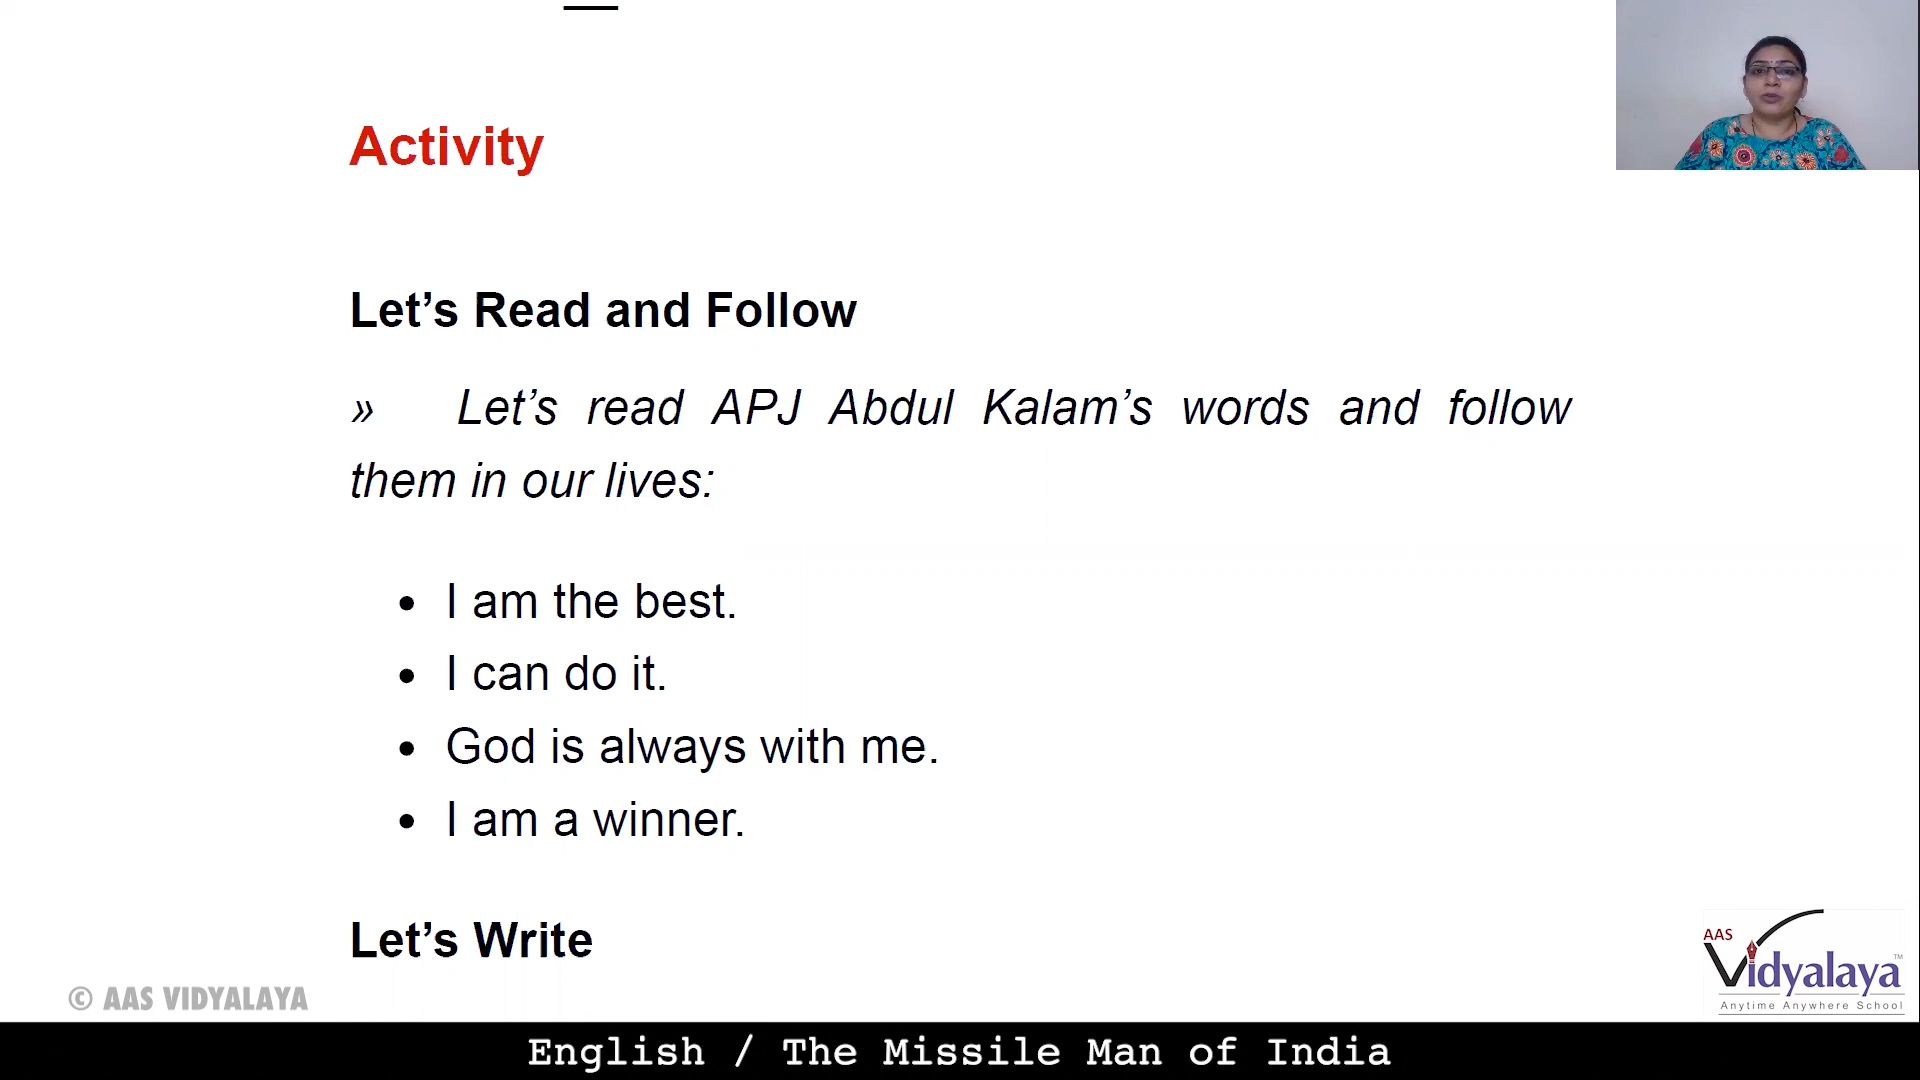 Activity
Let’s Read and Follow
» Let’s read APJ Abdul Kalam’s words and follow
them in our lives:
• I am the best.
• I can do it.
• God is always with me.
• I am a winner.
Let’s Write
© AAS VIDYALAYA
AAS
Vidyalaya™
Anytime Anywhere School
English / The Missile Man of India